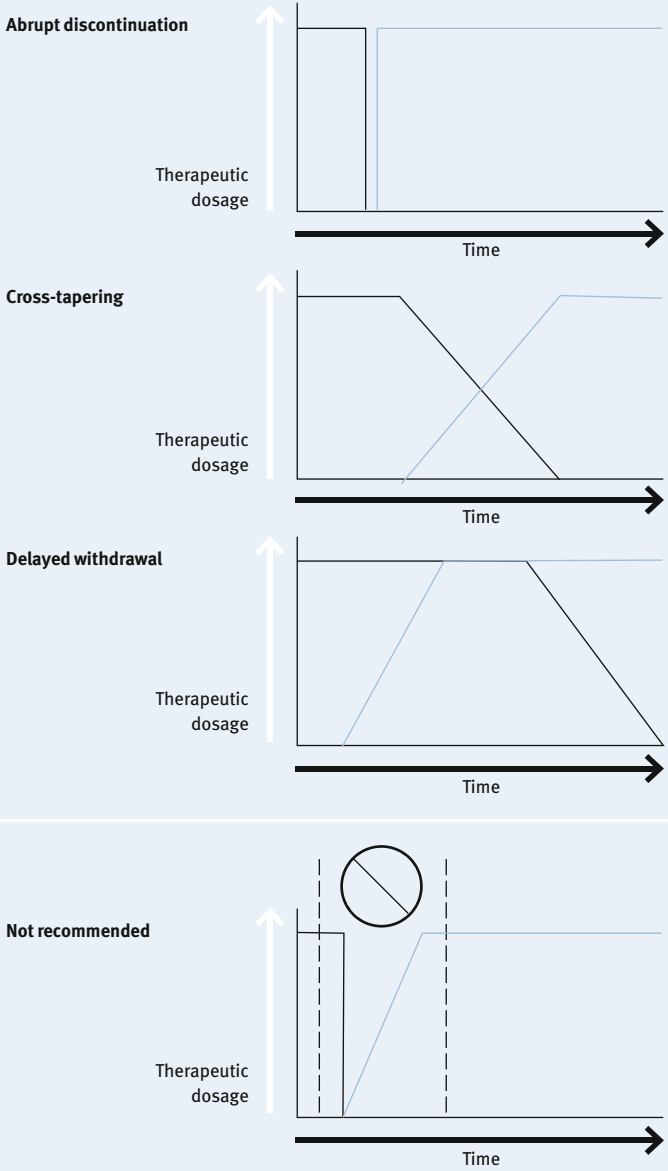 Abrupt discontinuation
Therapeutic
dosage
Time
Cross-tapering
Therapeutic
dosage
Time
Delayed withdrawal
Therapeutic
dosage
Time
Not recommended
Therapeutic
dosage
Time